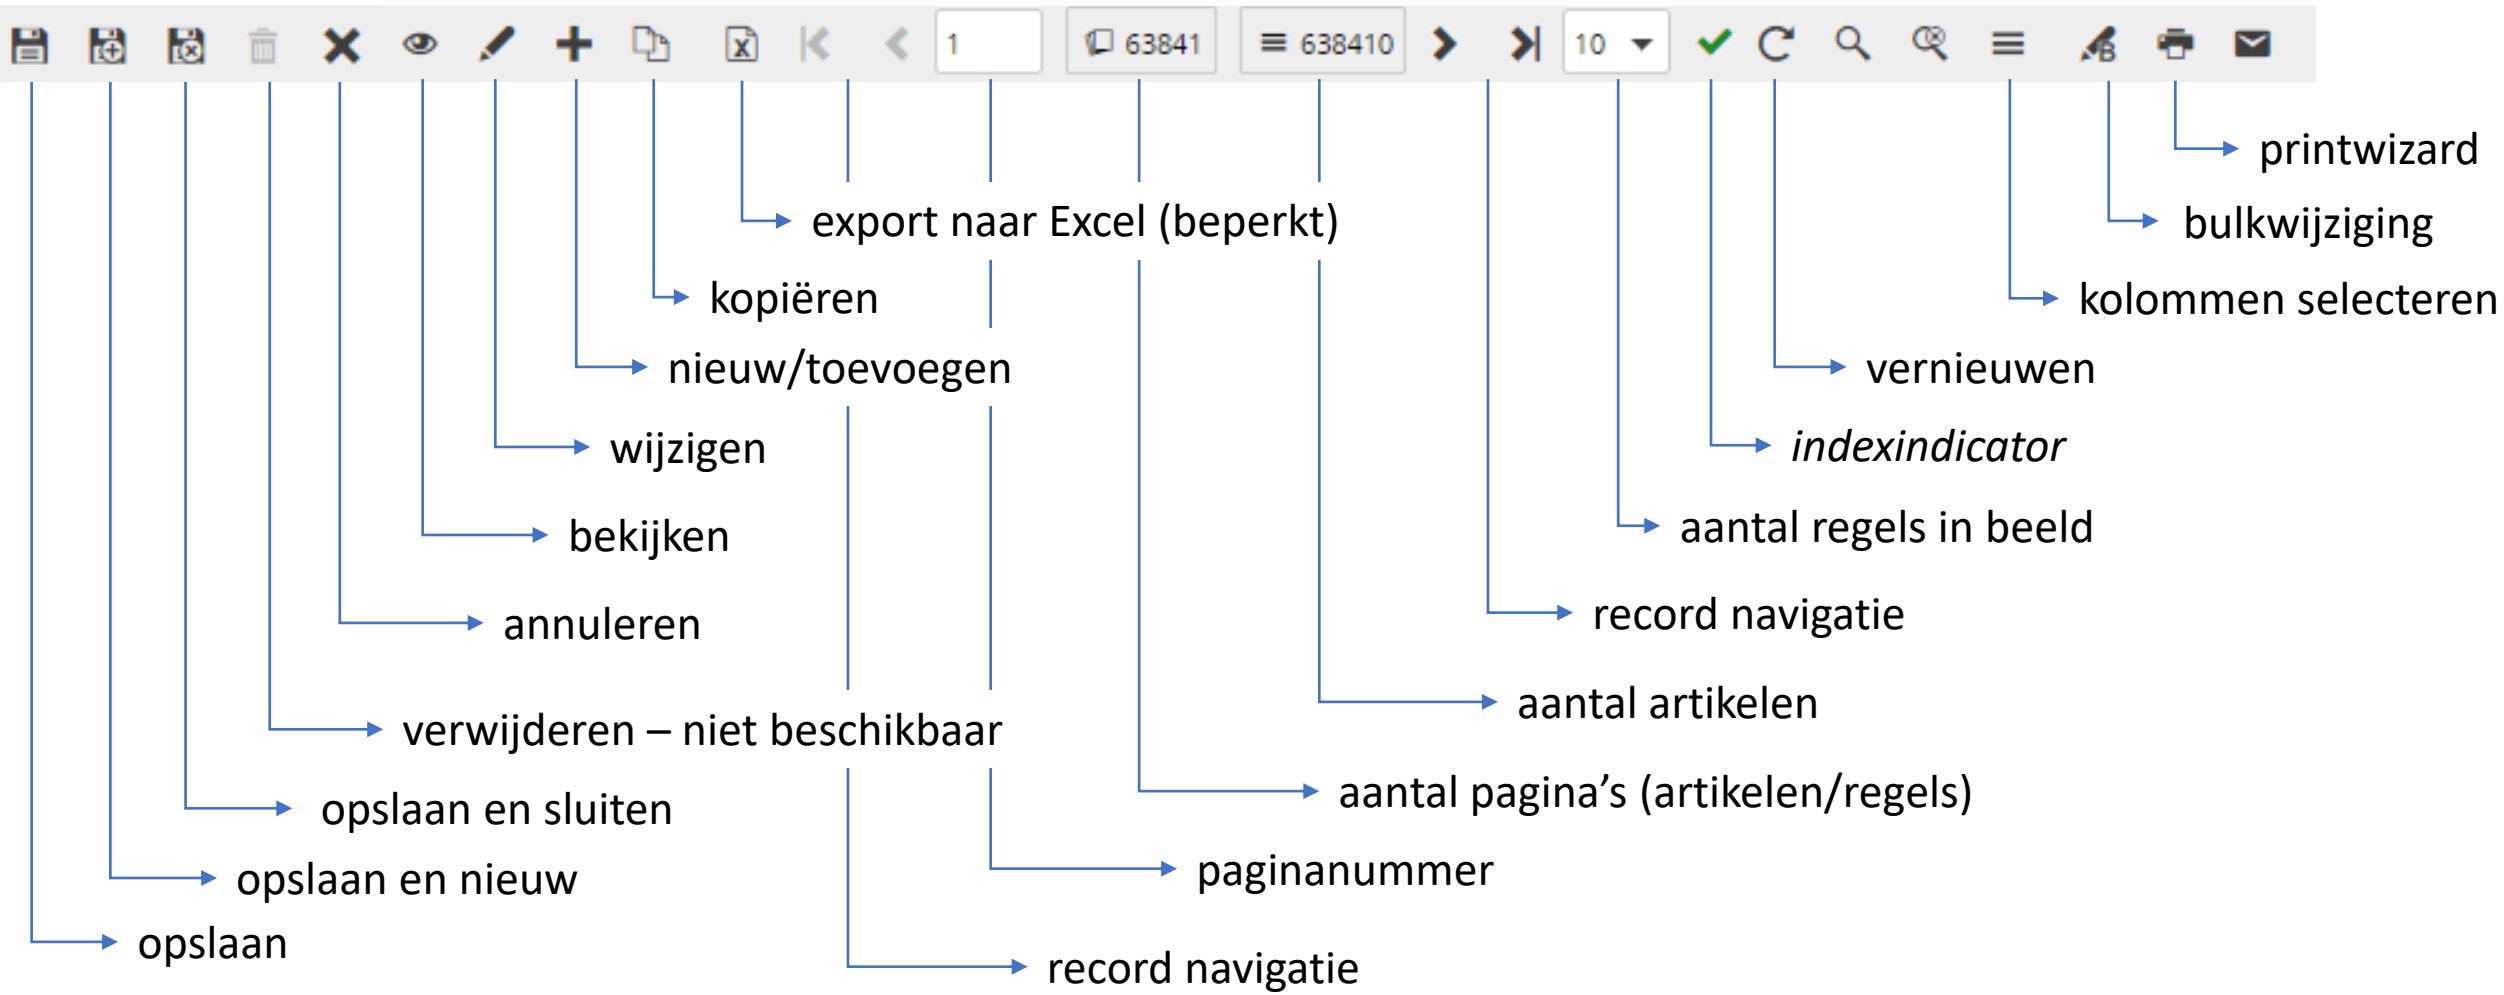 1 63841 638410 10
printwizard
export naar Excel (beperkt)
bulkwijziging
kopiëren
kolommen selecteren
nieuw/toevoegen
vernieuwen
wijzigen
indexindicator
bekijken
aantal regels in beeld
annuleren
record navigatie
verwijderen – niet beschikbaar
aantal artikelen
opslaan en sluiten
aantal pagina’s (artikelen/regels)
opslaan en nieuw
paginanummer
opslaan
record navigatie